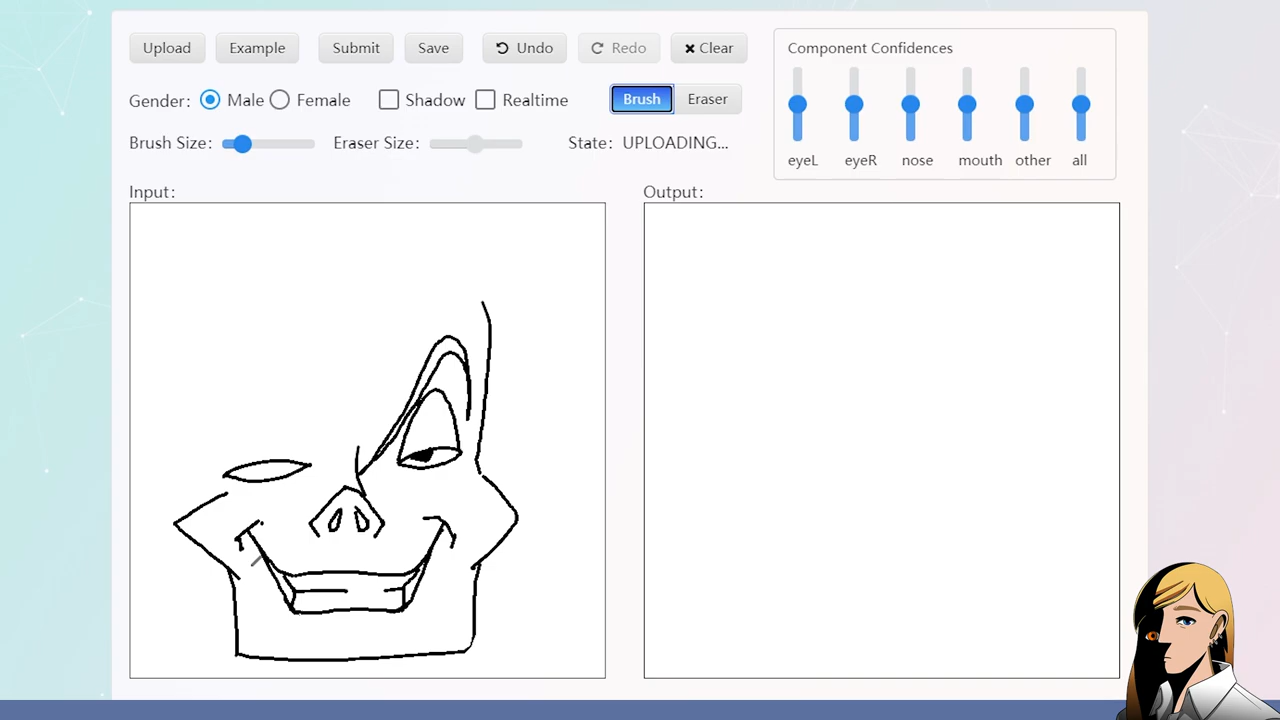 Upload Example Submit Save Undo Redo Clear
Component Confidences
Gender: Male Female Shadow Realtime Brush Eraser
Brush Size: Eraser Size: State: UPLOADING...
eyeL eyeR nose mouth other all
Input: Output: